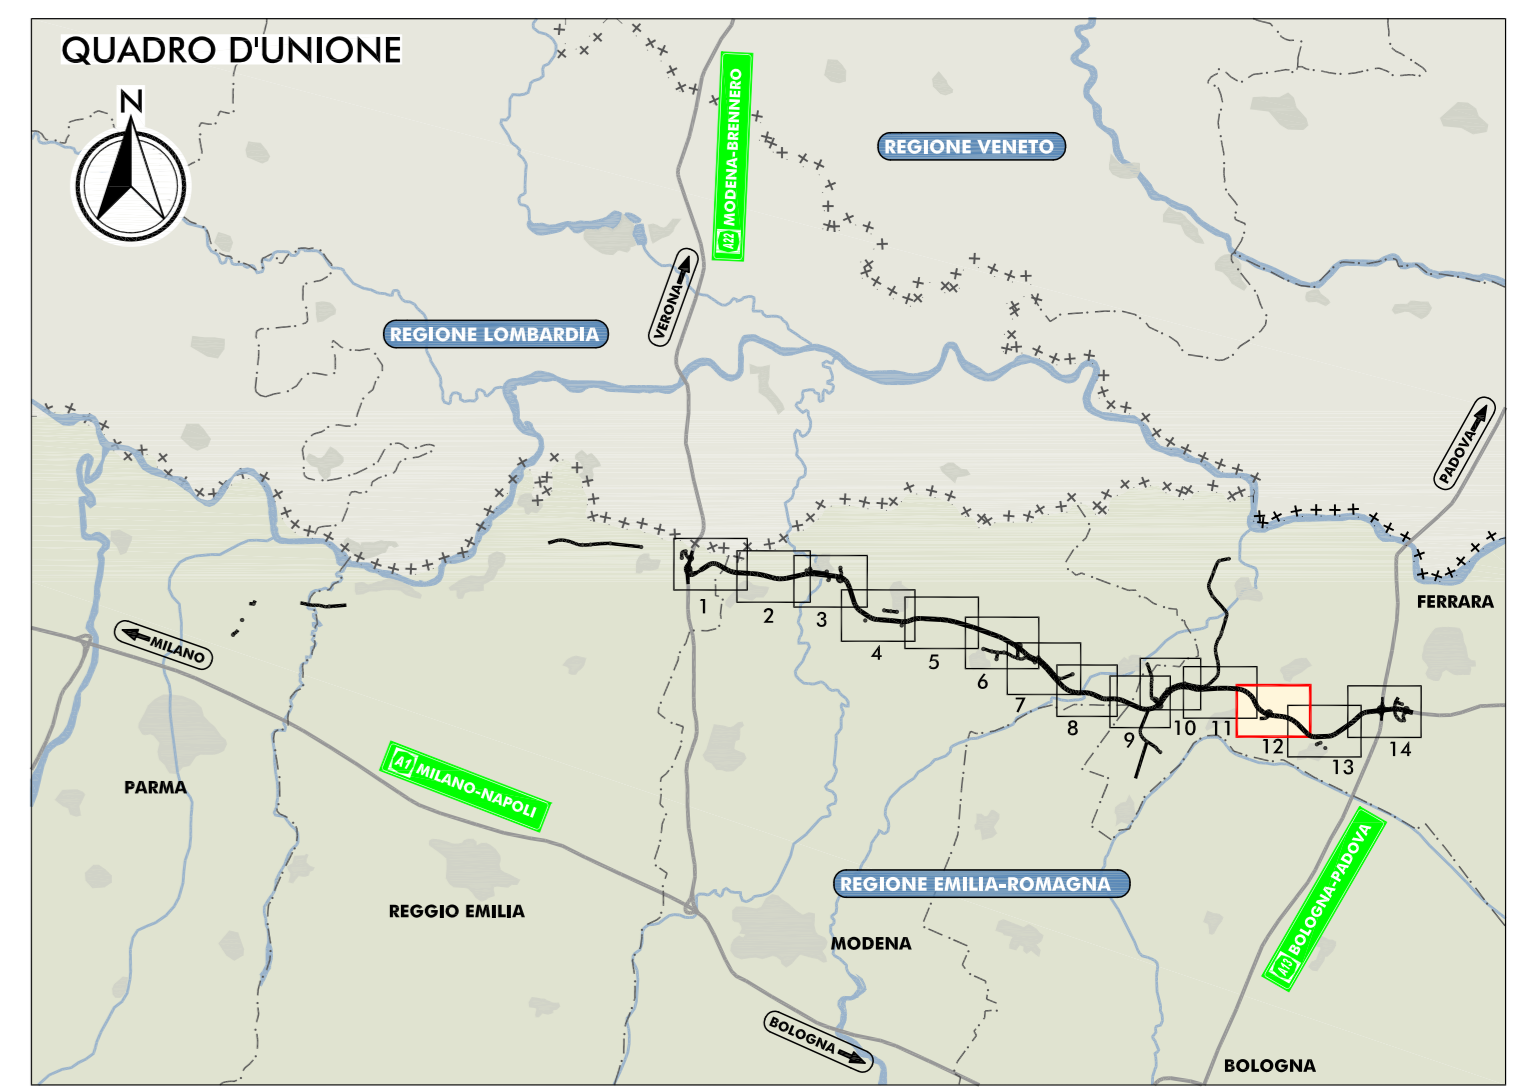 QUADRO D'UNIONE
N
A22 MODENA-BRENNERO
REGIONE VENETO
VERONA
REGIONE LOMBARDIA
PADOVA
FERRARA
MILANO
1
2
3
4
5
6
7
8
9
10
11
12
13
14
PARMA
A1 MILANO-NAPOLI
REGIONE EMILIA-ROMAGNA
A13 BOLOGNA-PADOVA
REGGIO EMILIA
MODENA
BOLOGNA
BOLOGNA